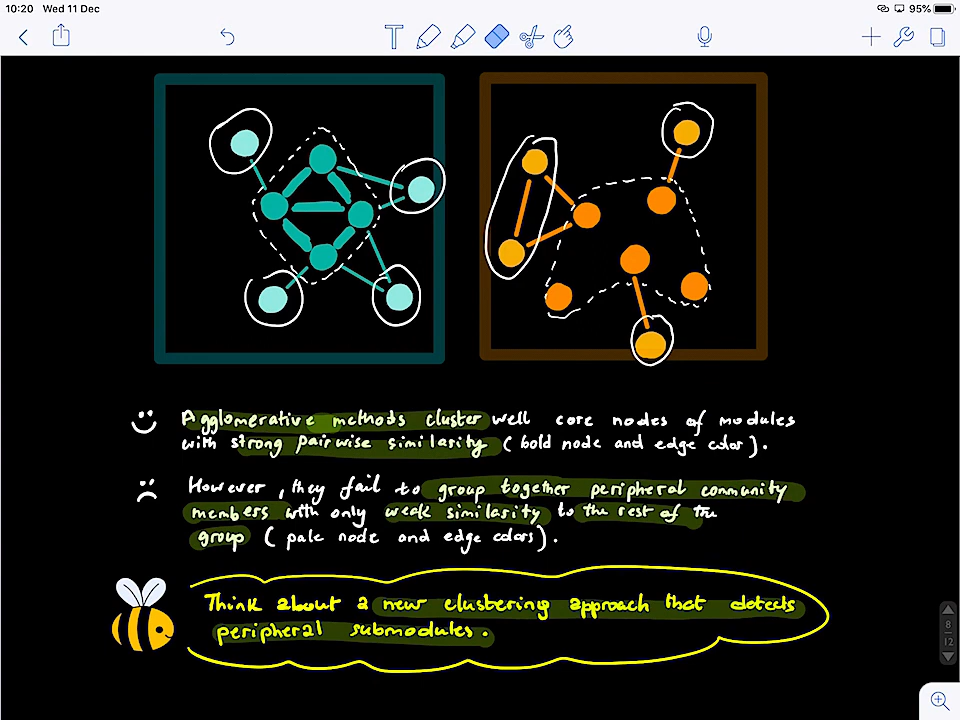 10:20 Wed 11 Dec
95%
T
Agglomerative methods cluster well core nodes of modules
with strong pairwise similarity (bold node and edge color).
However, they fail to group together peripheral community
members with only weak similarity to the rest of the
group (pale node and edge colors).
Think about a new clustering approach that detects
peripheral submodules.
8
12